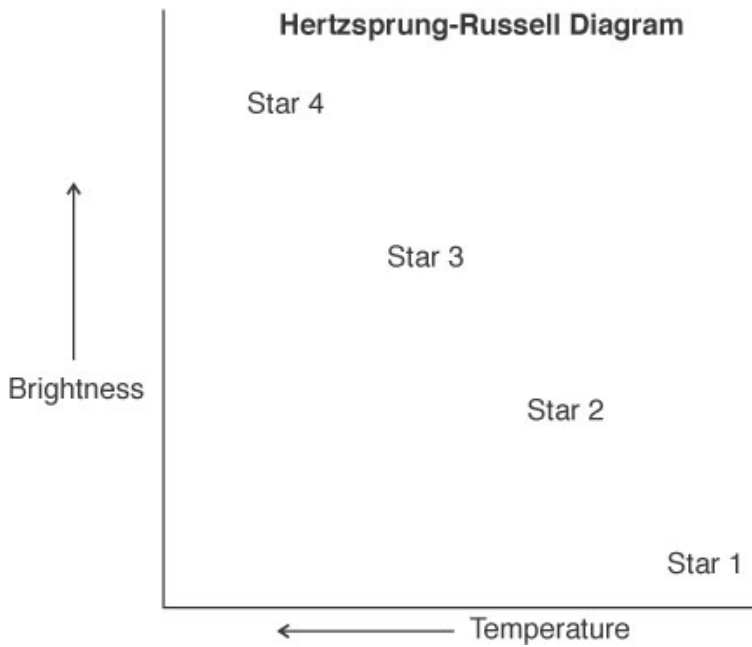 Hertzsprung-Russell Diagram
Star 4
Star 3
Brightness
Star 2
Star 1
Temperature